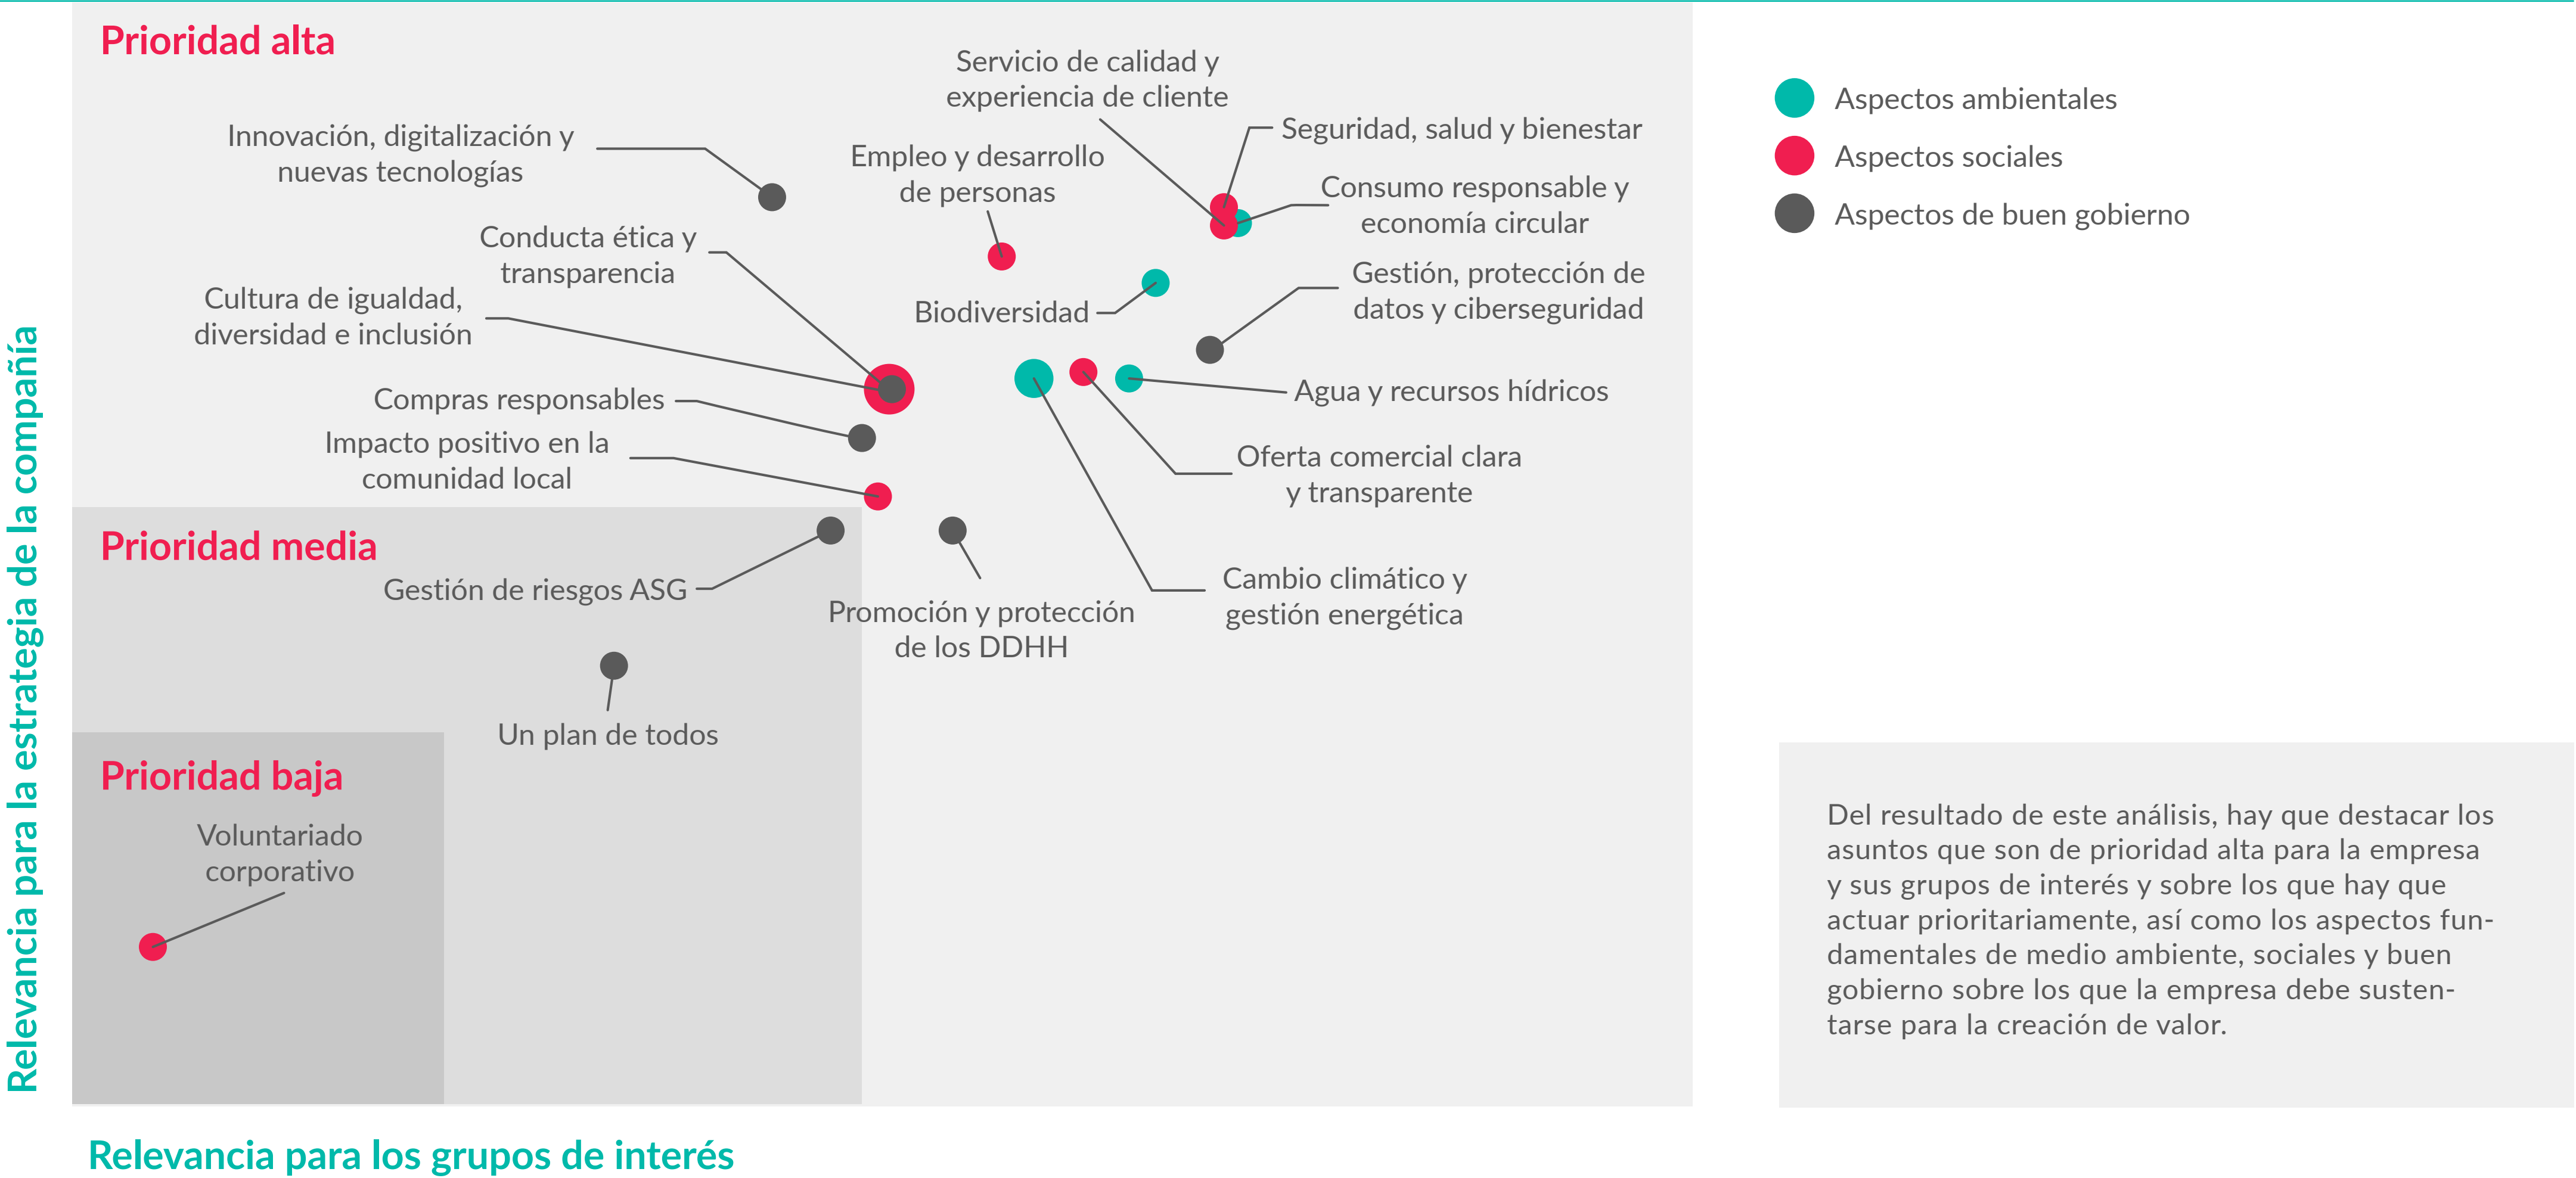 Prioridad alta
Servicio de calidad y
experiencia de cliente
Innovación, digitalización y
nuevas tecnologías
Empleo y desarrollo
de personas
Seguridad, salud y bienestar
Consumo responsable y
economía circular
Conducta ética y
transparencia
Cultura de igualdad,
diversidad e inclusión
Biodiversidad
Gestión, protección de
datos y ciberseguridad
Compras responsables
Agua y recursos hídricos
Impacto positivo en la
comunidad local
Oferta comercial clara
y transparente
Prioridad media
Gestión de riesgos ASG
Promoción y protección
de los DDHH
Cambio climático y
gestión energética
Un plan de todos
Prioridad baja
Voluntariado
corporativo
Relevancia para la estrategia de la compañía
Relevancia para los grupos de interés
Aspectos ambientales
Aspectos sociales
Aspectos de buen gobierno
Del resultado de este análisis, hay que destacar los
asuntos que son de prioridad alta para la empresa
y sus grupos de interés y sobre los que hay que
actuar prioritariamente, así como los aspectos fun-
damentales de medio ambiente, sociales y buen
gobierno sobre los que la empresa debe susten-
tarse para la creación de valor.